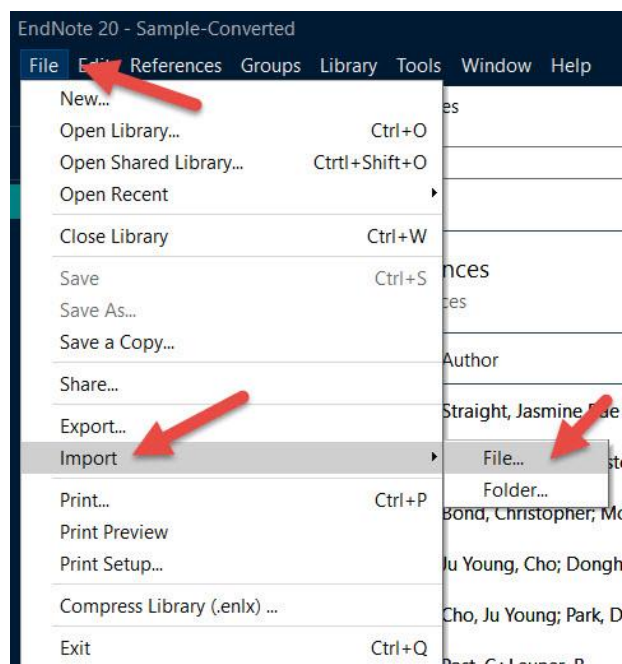 EndNote 20 - Sample-Converted
File Edit References Groups Library Tools Window Help
New...
Open Library... Ctrl+O
Open Shared Library... Ctrtl+Shift+O
Open Recent
Close Library Ctrl+W
Save Ctrl+S
Save As...
Save a Copy...
Share...
Export...
Import
Print... Ctrl+P
Print Preview
Print Setup...
Compress Library (.enlx) ...
Exit Ctrl+Q
File...
Folder...
Author
Straight, Jasmine
Bond, Christopher;
Ju Young, Cho;
Cho, Ju Young; Park,